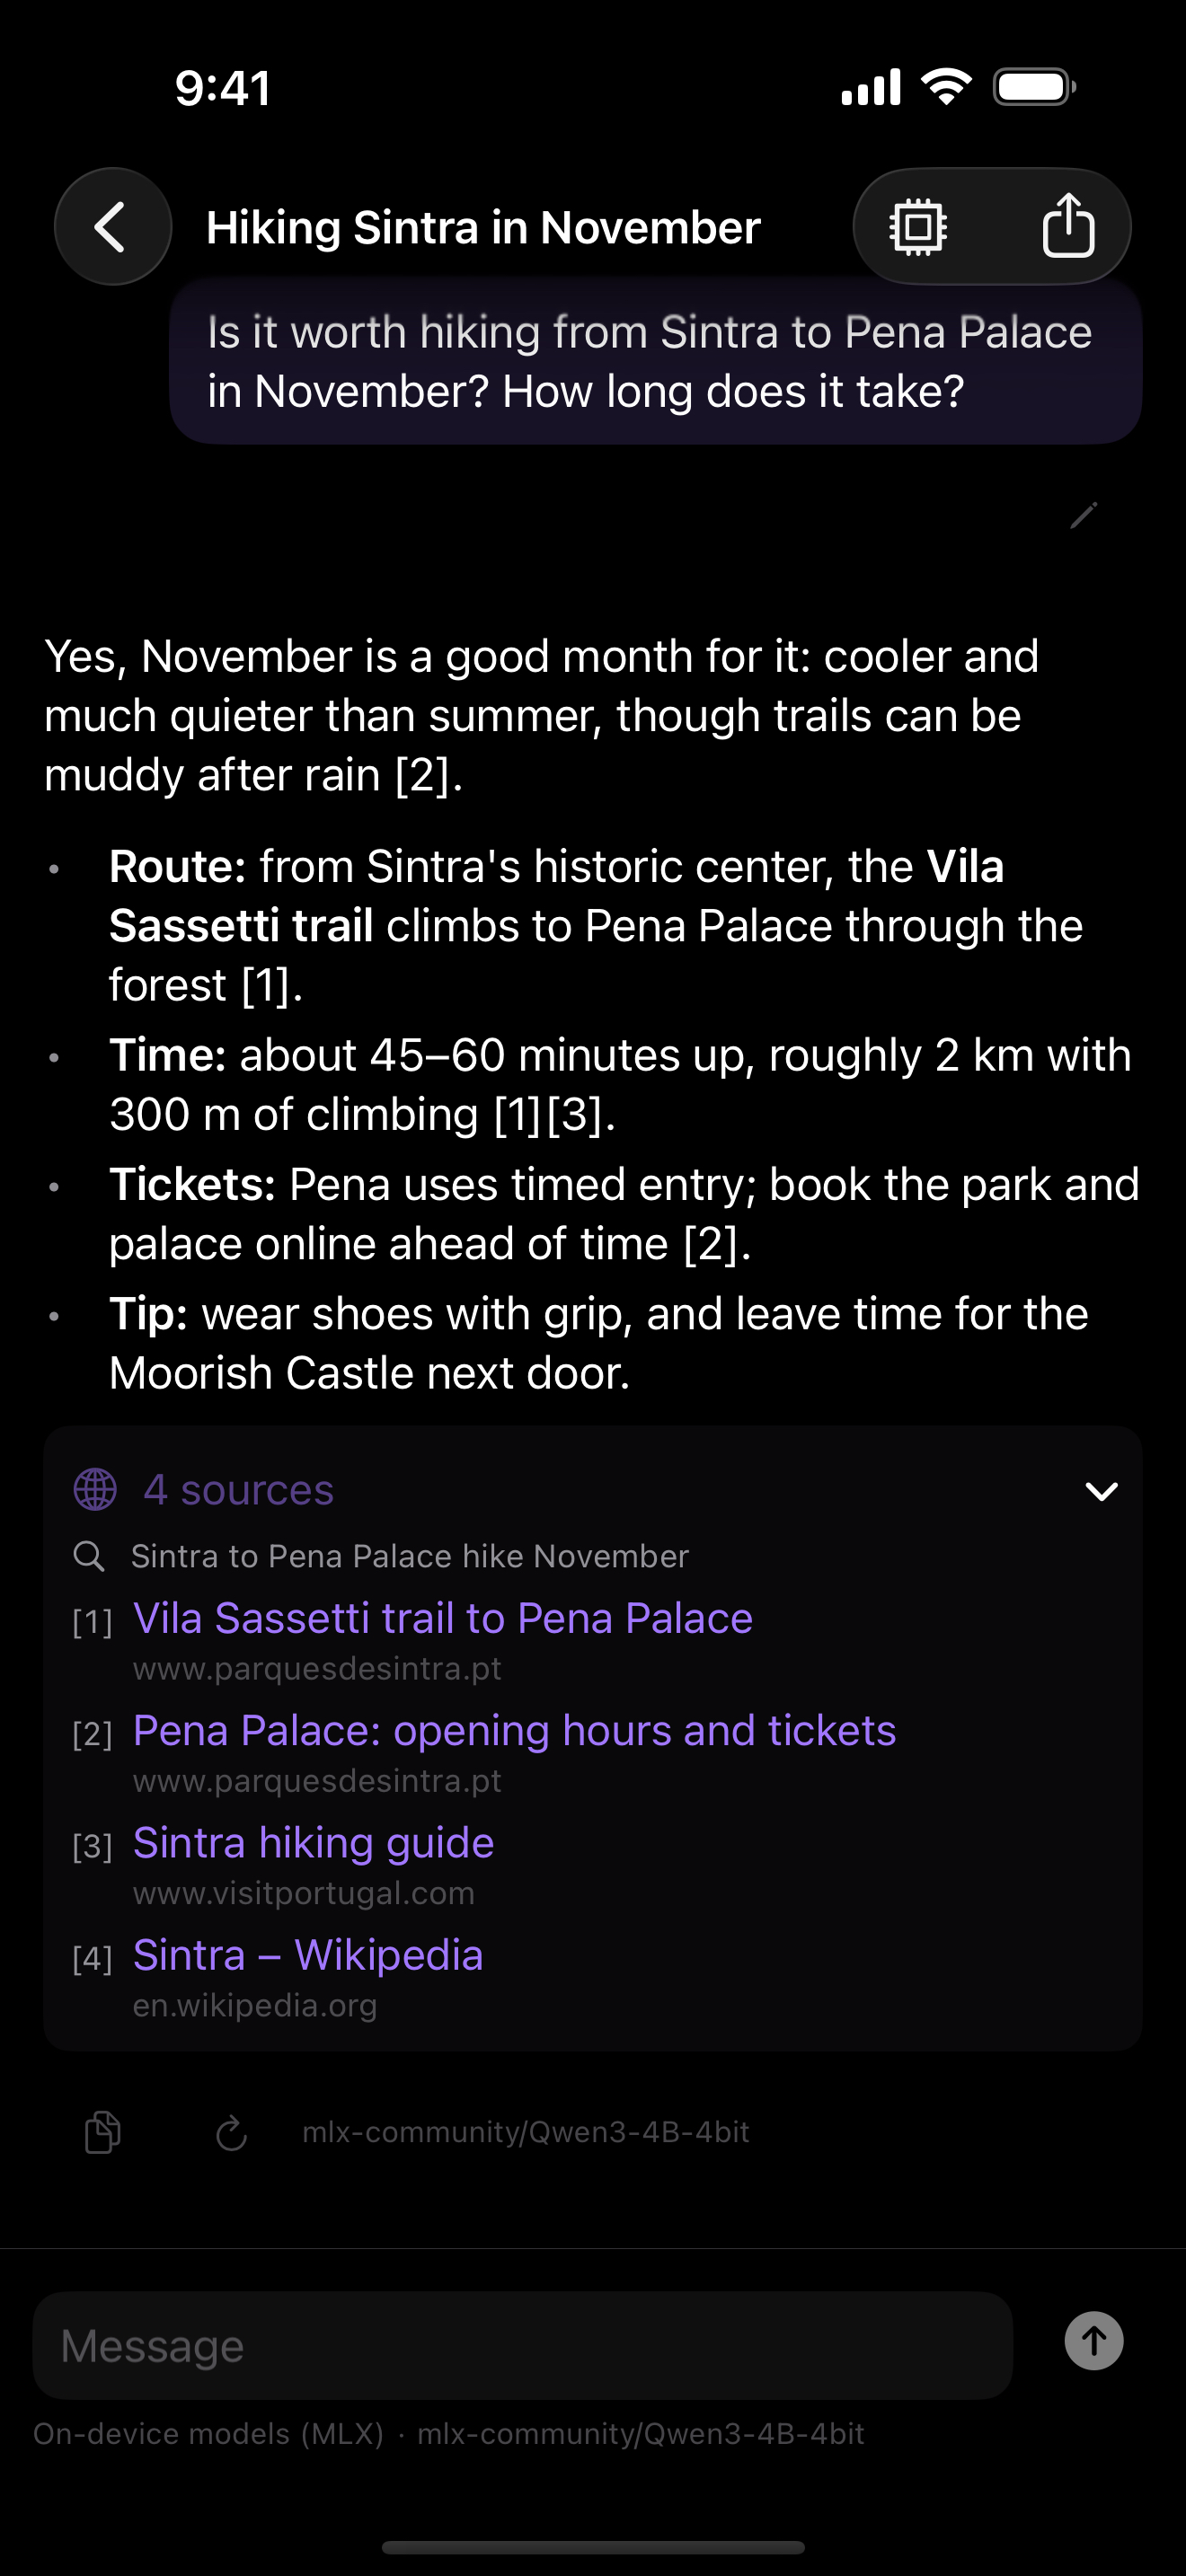 9:41
Hiking Sintra in November
Is it worth hiking from Sintra to Pena Palace
in November? How long does it take?
Yes, November is a good month for it: cooler and
much quieter than summer, though trails can be
muddy after rain [2].
• Route: from Sintra's historic center, the Vila
Sassetti trail climbs to Pena Palace through the
forest [1].
• Time: about 45–60 minutes up, roughly 2 km with
300 m of climbing [1][3].
• Tickets: Pena uses timed entry; book the park and
palace online ahead of time [2].
• Tip: wear shoes with grip, and leave time for the
Moorish Castle next door.
4 sources
Sintra to Pena Palace hike November
[1] Vila Sassetti trail to Pena Palace
www.parquesdesintra.pt
[2] Pena Palace: opening hours and tickets
www.parquesdesintra.pt
[3] Sintra hiking guide
www.visitportugal.com
[4] Sintra – Wikipedia
en.wikipedia.org
mlx-community/Qwen3-4B-4bit
Message
On-device models (MLX) · mlx-community/Qwen3-4B-4bit